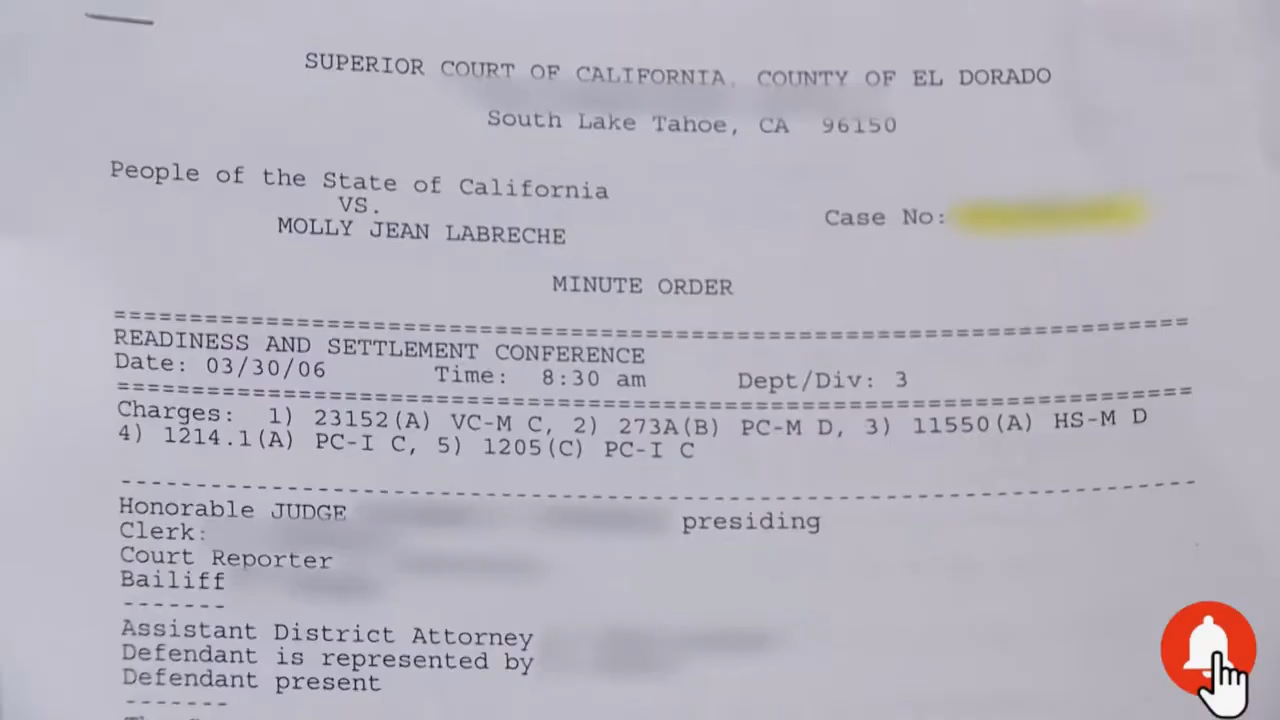 SUPERIOR COURT OF CALIFORNIA, COUNTY OF EL DORADO
South Lake Tahoe, CA 96150
People of the State of California
VS.
MOLLY JEAN LABRECHE
Case No:
MINUTE ORDER
================================================================
READINESS AND SETTLEMENT CONFERENCE
Date: 03/30/06 Time: 8:30 am Dept/Div: 3
================================================================
Charges: 1) 23152(A) VC-M C, 2) 273A(B) PC-M D, 3) 11550(A) HS-M D
4) 1214.1(A) PC-I C, 5) 1205(C) PC-I C
----------------------------------------------------------------
Honorable JUDGE presiding
Clerk:
Court Reporter
Bailiff
-------
Assistant District Attorney
Defendant is represented by
Defendant present
-------